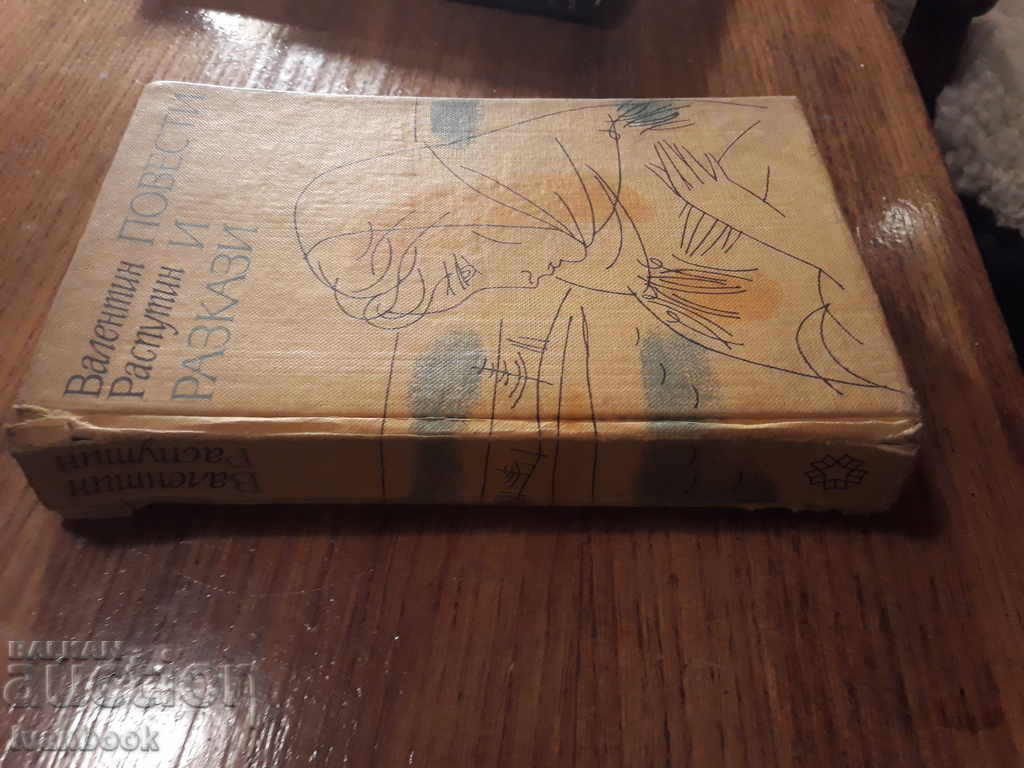 Валентин
Распутин
ПОВЕСТИ
И
РАЗКАЗИ
Валентин
Распутин
BALKAN
auction
ivanbook